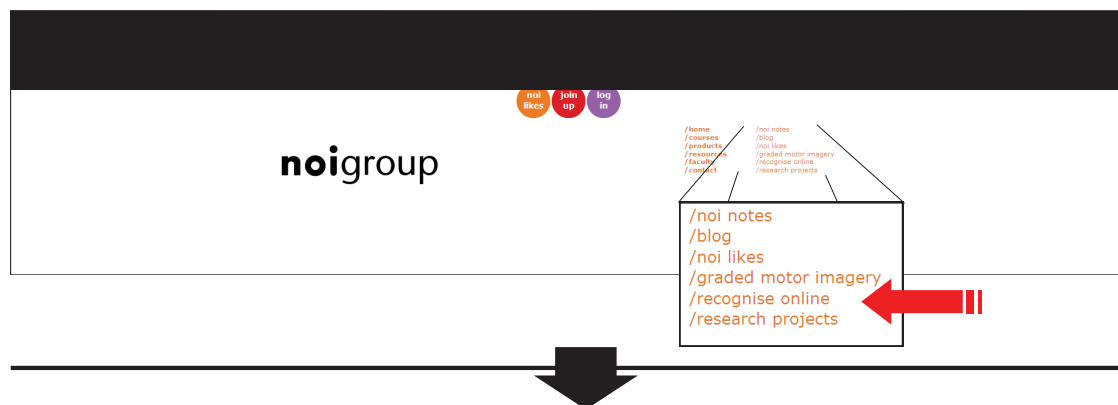 noi likes
join up
log in
noigroup
/home
/courses
/products
/resources
/faculty
/contact
/noi notes
/blog
/noi likes
/graded motor imagery
/recognise online
/research projects
/noi notes
/blog
/noi likes
/graded motor imagery
/recognise online
/research projects